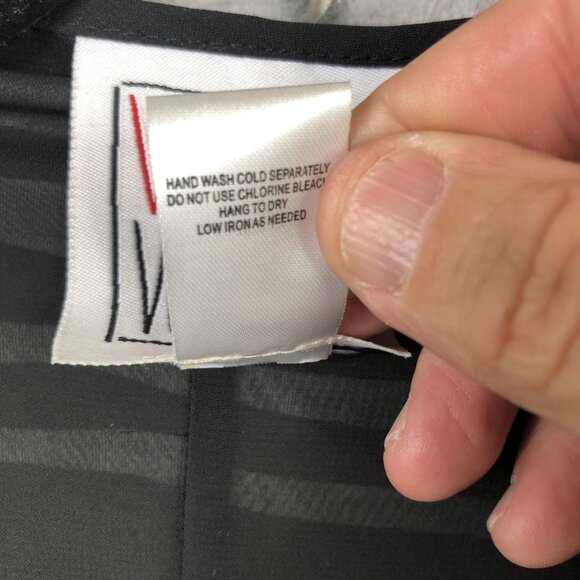 HAND WASH COLD SEPARATELY
DO NOT USE CHLORINE BLEACH
HANG TO DRY
LOW IRON AS NEEDED